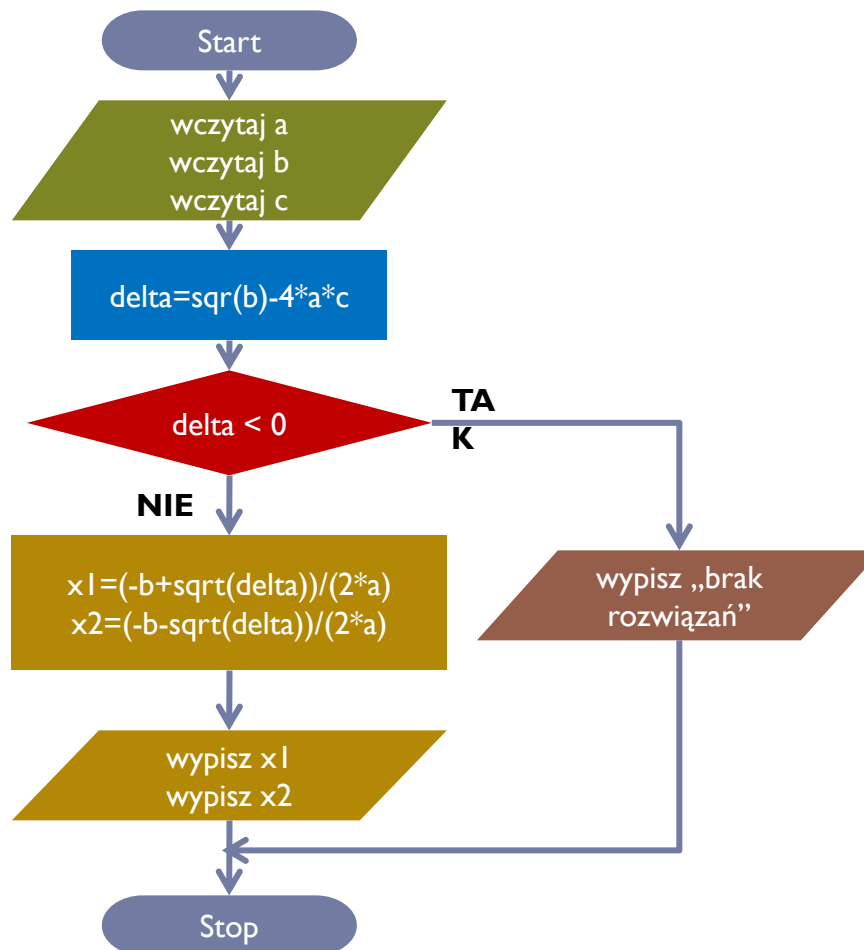 Start
wczytaj a
wczytaj b
wczytaj c
delta=sqr(b)-4*a*c
delta < 0
TA
K
NIE
x1=(-b+sqrt(delta))/(2*a)
x2=(-b-sqrt(delta))/(2*a)
wypisz „brak
rozwiązań”
wypisz x1
wypisz x2
Stop